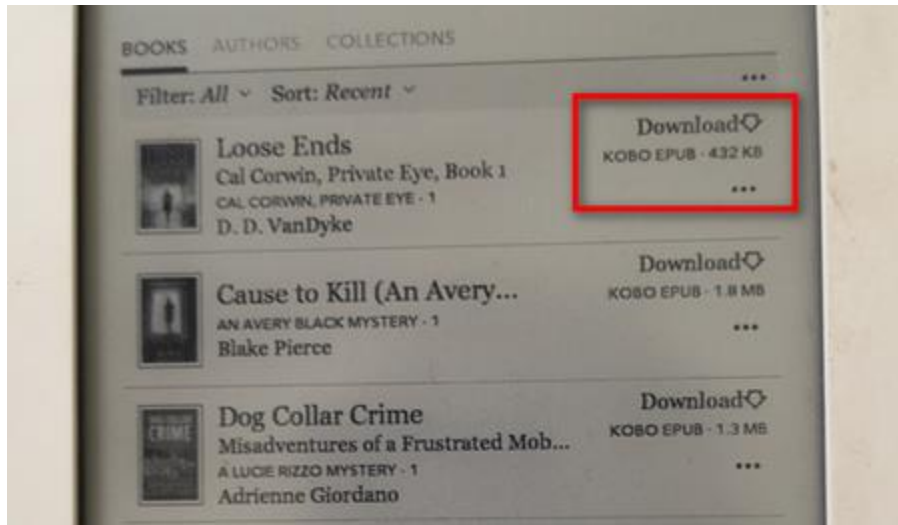 BOOKS AUTHORS COLLECTIONS
Filter: All Sort: Recent
...
Loose Ends
Cal Corwin, Private Eye, Book 1
CAL CORWIN, PRIVATE EYE - 1
D. D. VanDyke
Download
KOBO EPUB - 432 KB
...
Cause to Kill (An Avery...
AN AVERY BLACK MYSTERY - 1
Blake Pierce
Download
KOBO EPUB - 1.8 MB
...
CRIME
Dog Collar Crime
Misadventures of a Frustrated Mob...
A LUCIE RIZZO MYSTERY - 1
Adrienne Giordano
Download
KOBO EPUB - 1.3 MB
...